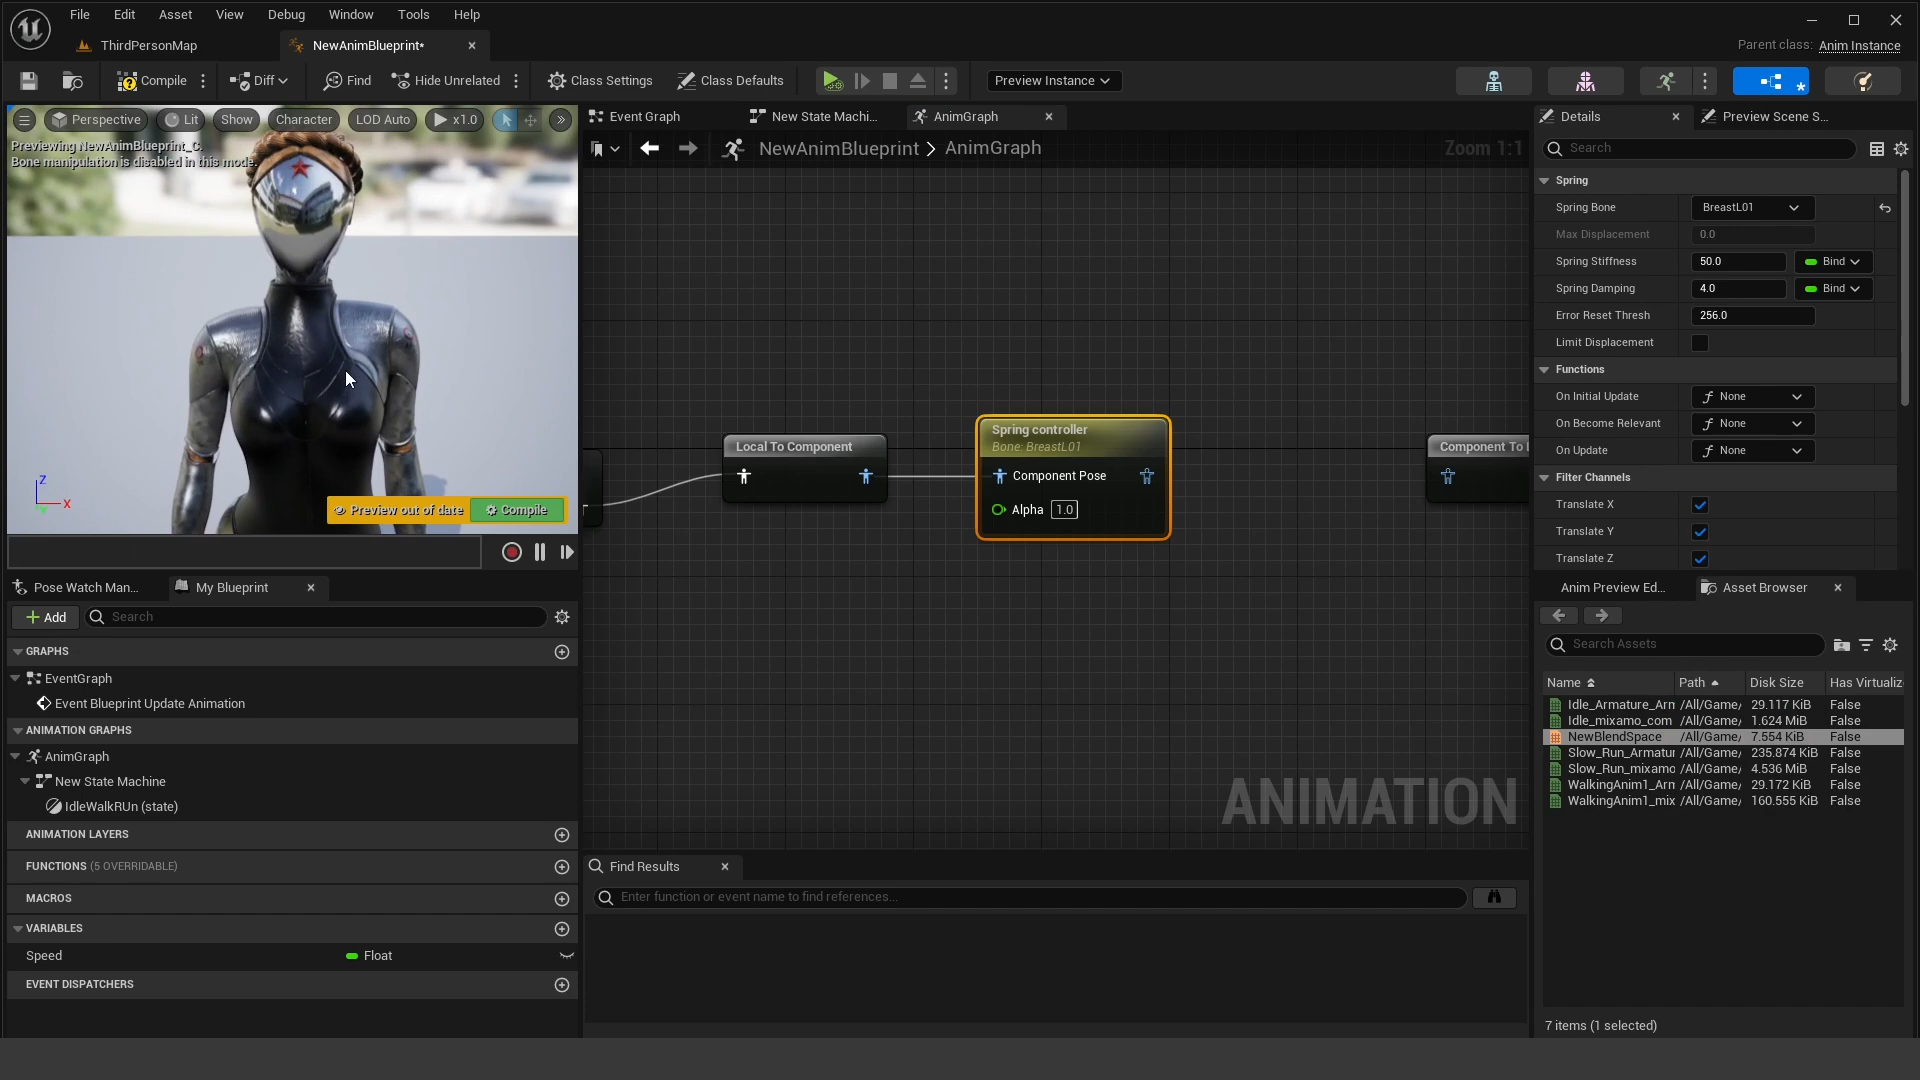 File Edit Asset View Debug Window Tools Help
ThirdPersonMap
NewAnimBlueprint*
Parent class: Anim Instance
Compile
Diff
Find
Hide Unrelated
Class Settings
Class Defaults
Preview Instance
Perspective
Lit
Show
Character
LOD Auto
x1.0
Previewing NewAnimBlueprint_C.
Bone manipulation is disabled in this mode.
Z
X
Preview out of date
Compile
Event Graph
New State Machi...
AnimGraph
NewAnimBlueprint > AnimGraph
Zoom 1:1
Local To Component
Spring controller
Bone: BreastL01
Component Pose
Alpha 1.0
Component To
ANIMATION
Details
Preview Scene S...
Search
Spring
Spring Bone BreastL01
Max Displacement 0.0
Spring Stiffness 50.0 Bind
Spring Damping 4.0 Bind
Error Reset Thresh 256.0
Limit Displacement
Functions
On Initial Update None
On Become Relevant None
On Update None
Filter Channels
Translate X
Translate Y
Translate Z
Pose Watch Man...
My Blueprint
Add
Search
GRAPHS
EventGraph
Event Blueprint Update Animation
ANIMATION GRAPHS
AnimGraph
New State Machine
IdleWalkRUn (state)
ANIMATION LAYERS
FUNCTIONS (5 OVERRIDABLE)
MACROS
VARIABLES
Speed Float
EVENT DISPATCHERS
Find Results
Enter function or event name to find references...
Anim Preview Ed...
Asset Browser
Search Assets
Name Path Disk Size Has Virtualiz
Idle_Armature_Arm /All/Game/ 29.117 KiB False
Idle_mixamo_com /All/Game/ 1.624 MiB False
NewBlendSpace /All/Game/ 7.554 KiB False
Slow_Run_Armatur /All/Game/ 235.874 KiB False
Slow_Run_mixamo /All/Game/ 4.536 MiB False
WalkingAnim1_Arm /All/Game/ 29.172 KiB False
WalkingAnim1_mix /All/Game/ 160.555 KiB False
7 items (1 selected)